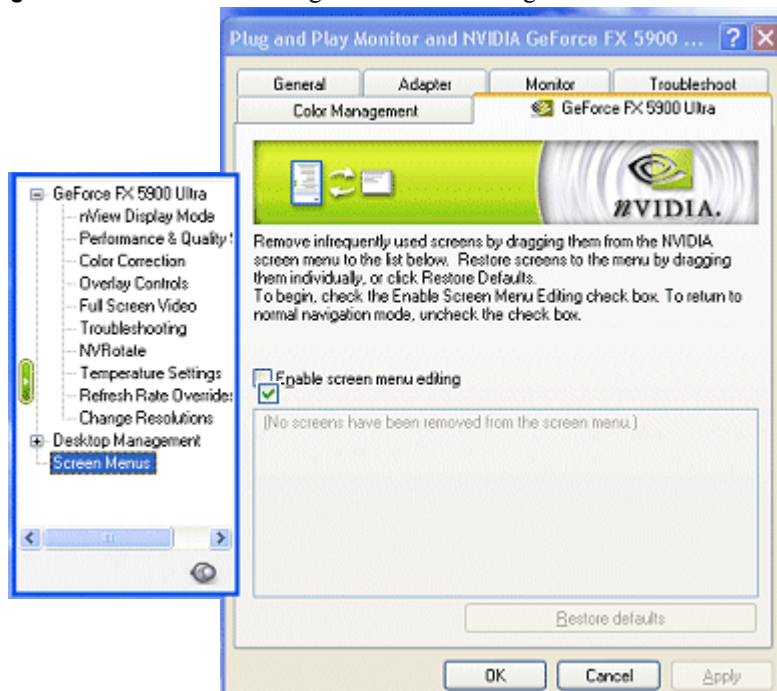 Plug and Play Monitor and NVIDIA GeForce FX 5900 ...
General Adapter Monitor Troubleshoot
Color Management GeForce FX 5900 Ultra
nVIDIA.
GeForce FX 5900 Ultra
nView Display Mode
Performance & Quality
Color Correction
Overlay Controls
Full Screen Video
Troubleshooting
NVRotate
Temperature Settings
Refresh Rate Overrides
Change Resolutions
Desktop Management
Screen Menus
Remove infrequently used screens by dragging them from the NVIDIA
screen menu to the list below. Restore screens to the menu by dragging
them individually, or click Restore Defaults.
To begin, check the Enable Screen Menu Editing check box. To return to
normal navigation mode, uncheck the check box.
Enable screen menu editing
(No screens have been removed from the screen menu.)
Restore defaults
OK Cancel Apply